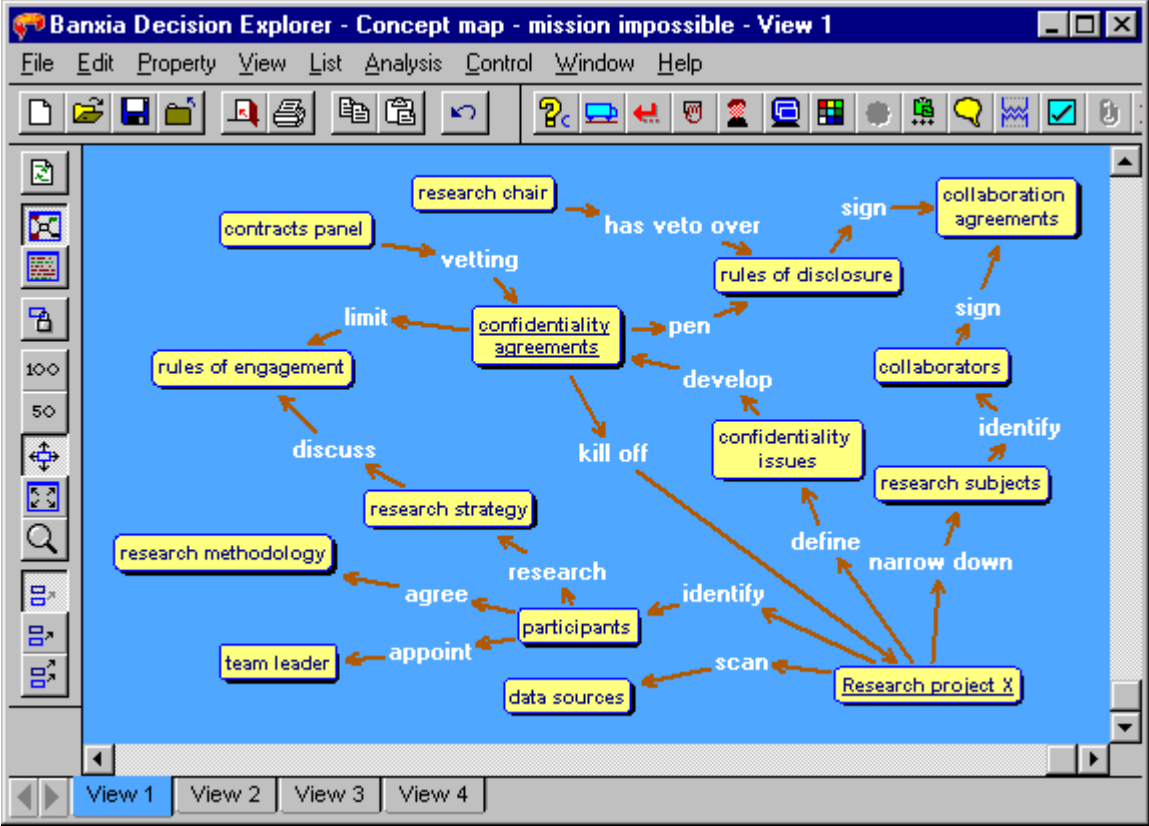 Banxia Decision Explorer - Concept map - mission impossible - View 1
File Edit Property View List Analysis Control Window Help
research chair
collaboration
agreements
sign
contracts panel
has veto over
vetting
rules of disclosure
limit
confidentiality
agreements
pen
sign
rules of engagement
develop
collaborators
100
50
discuss
kill off
confidentiality
issues
identify
research subjects
research strategy
research methodology
define
narrow down
research
agree
identify
participants
appoint
team leader
scan
data sources
Research project X
View 1 View 2 View 3 View 4